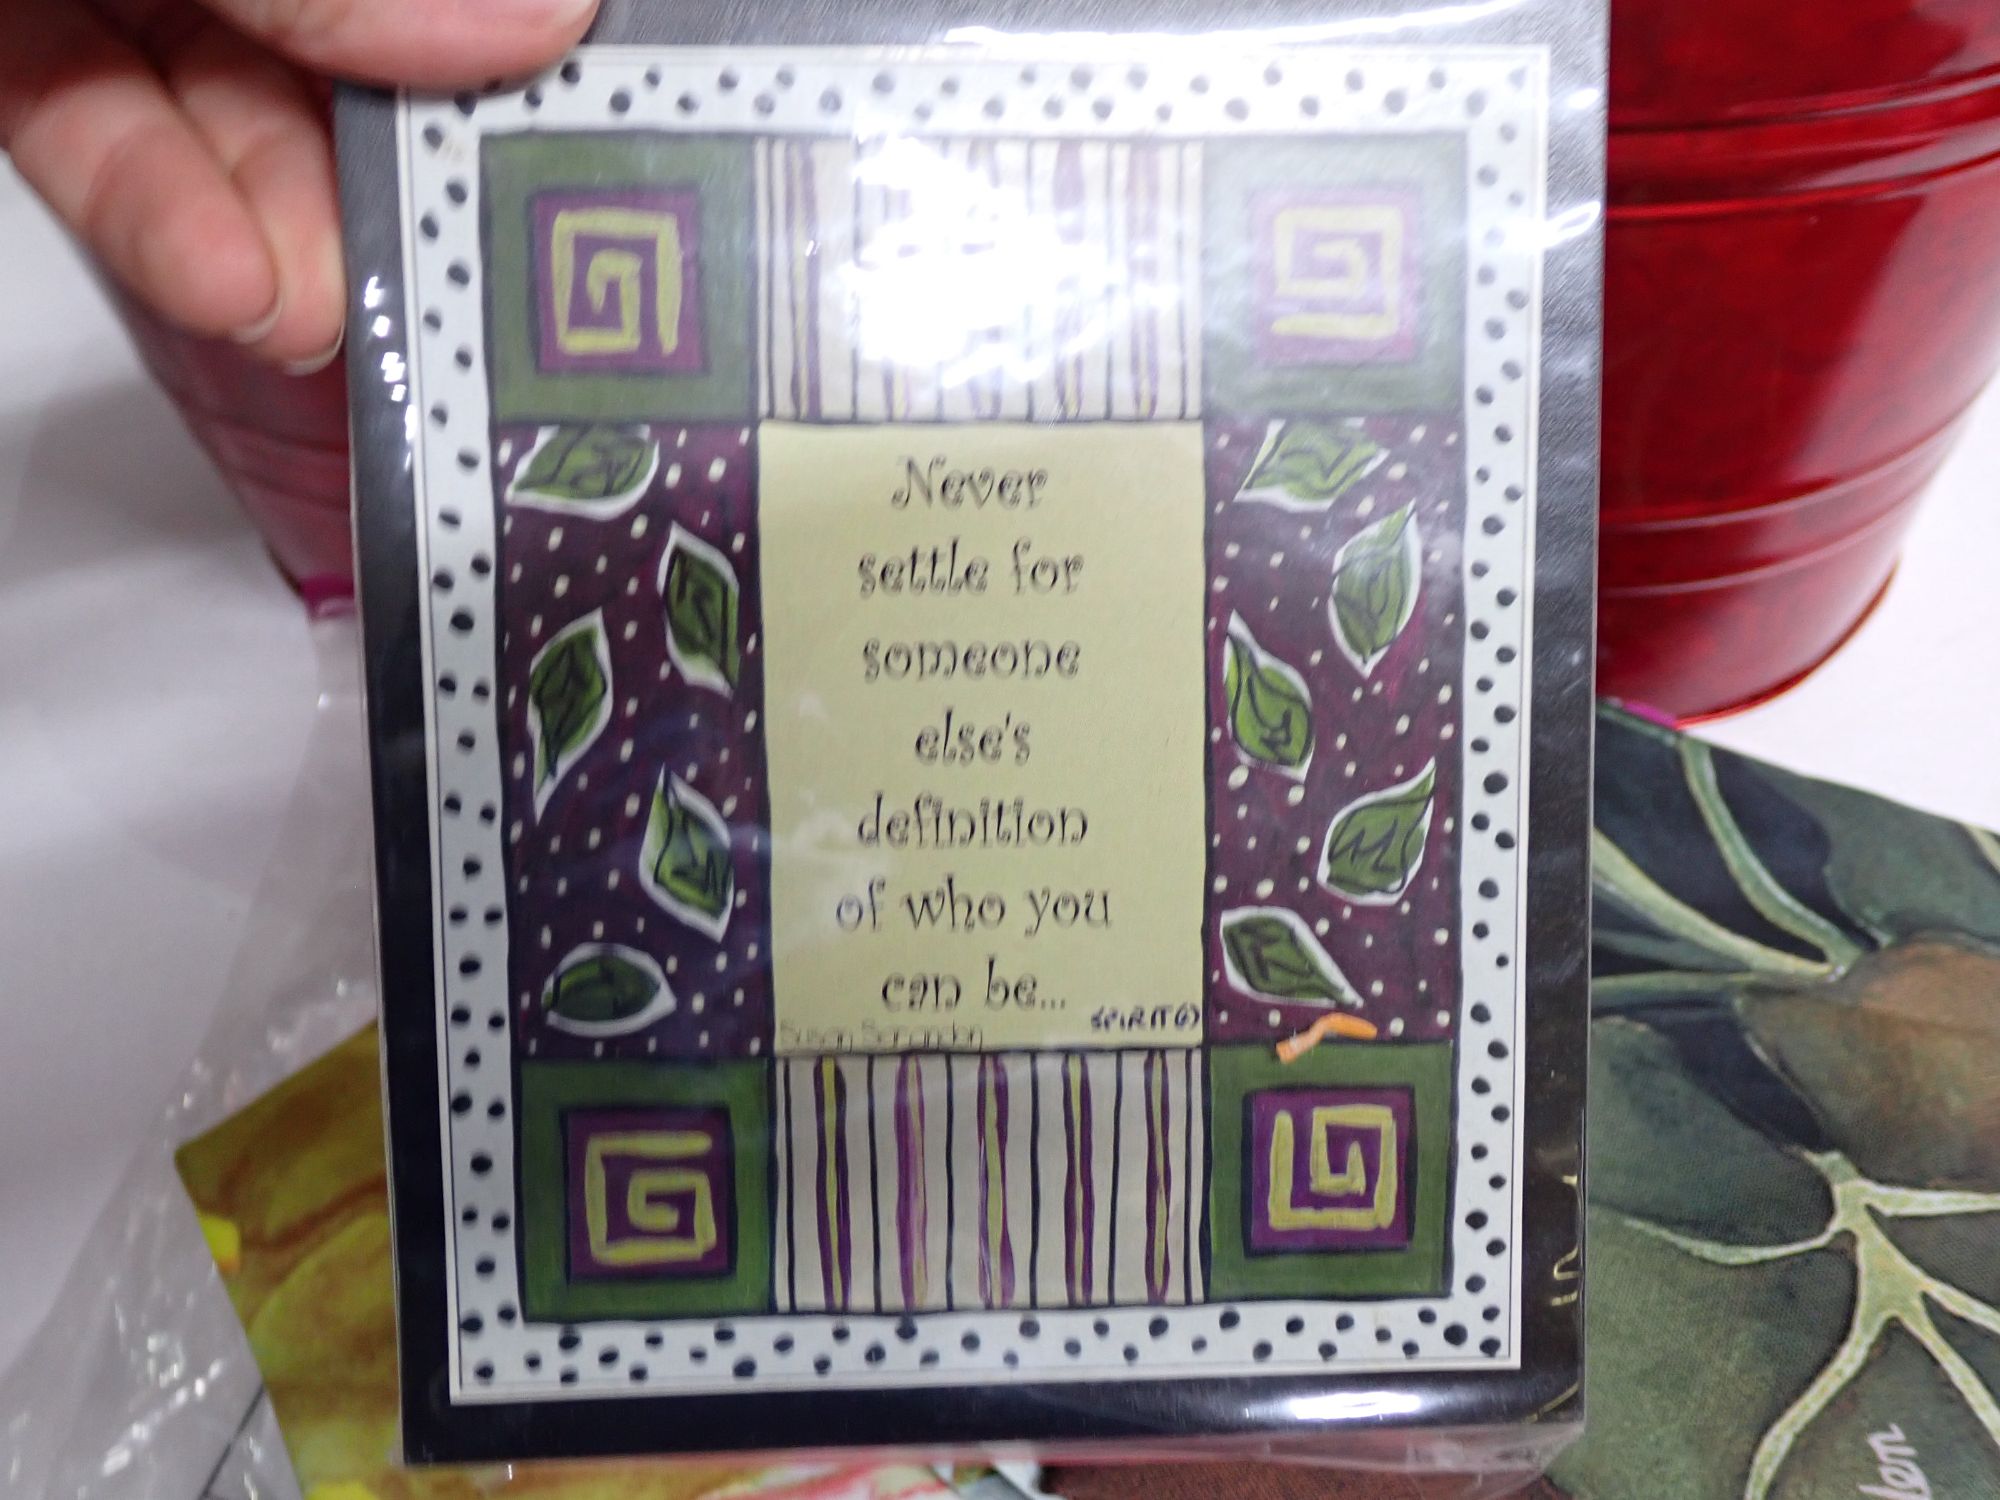 Never
settle for
someone
else's
definition
of who you
can be...
SPIRIT©
Susan Sarandon